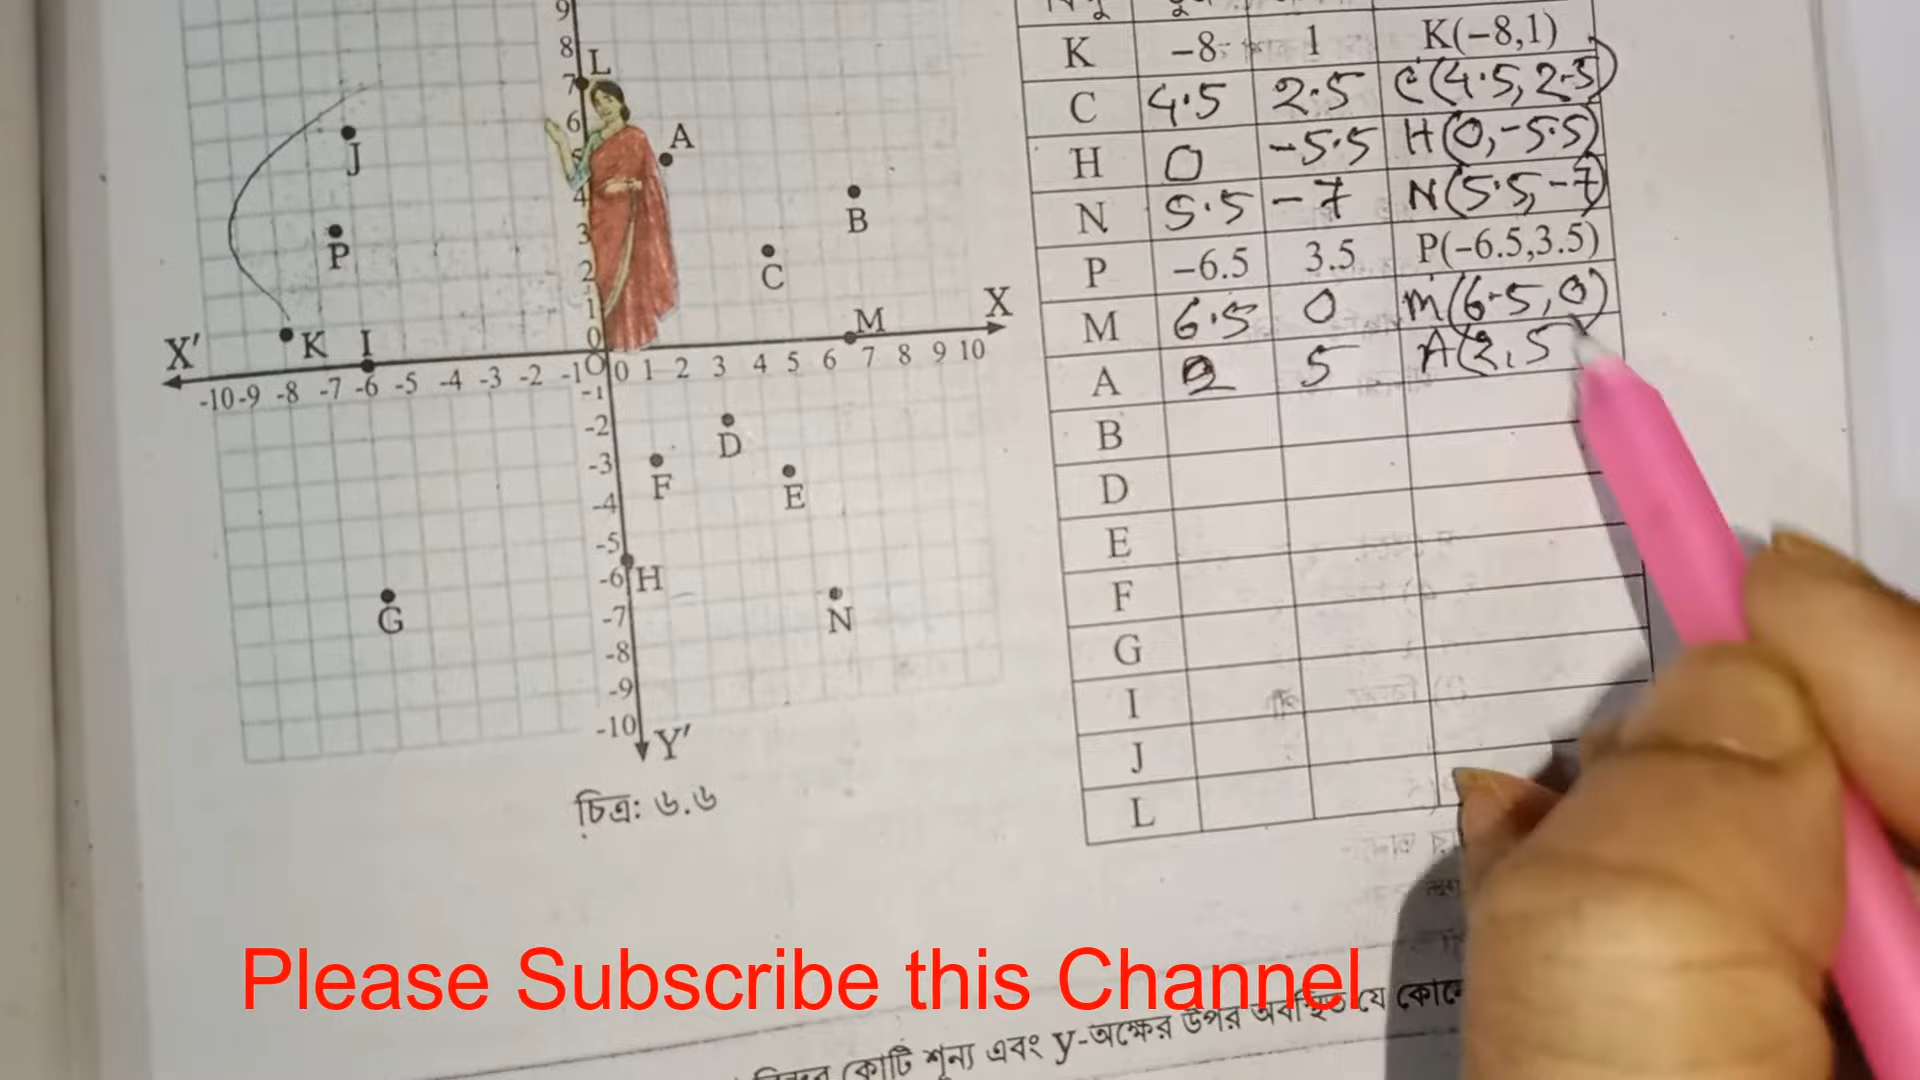 9
8
L
7
6
A
5
J
4
B
3
P
C
2
1
M
X
0
X' K I
-10 -9 -8 -7 -6 -5 -4 -3 -2 -1 O 0 1 2 3 4 5 6 7 8 9 10
-1
-2
D
-3
F
E
-4
-5
-6 H
G
-7
N
-8
-9
-10
Y'
চিত্র: ৬.৬
K -8 1 K(-8,1)
C 4.5 2.5 C(4.5, 2.5)
H 0 -5.5 H(0, -5.5)
N 5.5 -7 N(5.5, -7)
P -6.5 3.5 P(-6.5,3.5)
M 6.5 0 M(6.5, 0)
A 2 5 A(2, 5
B
D
E
F
G
I
J
L
Please Subscribe this Channel
কোটি শূন্য এবং y-অক্ষের উপর অবস্থিত যে